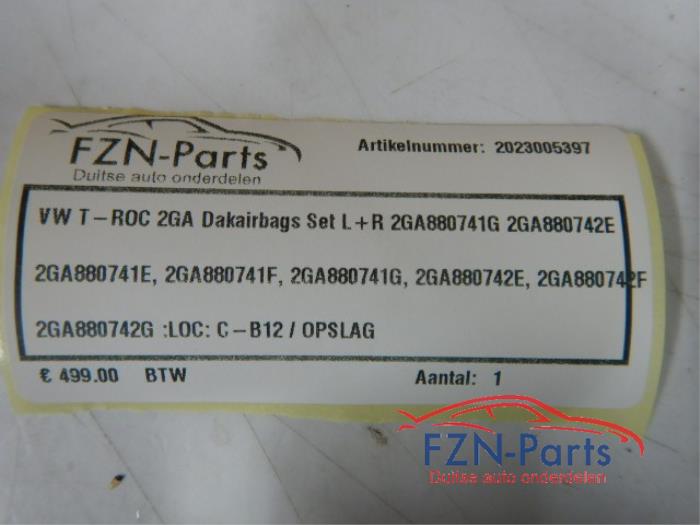 FZN-Parts
Duitse auto onderdelen
Artikelnummer: 2023005397
VW T-ROC 2GA Dakairbags Set L+R 2GA880741G 2GA880742E
2GA880741E, 2GA880741F, 2GA880741G, 2GA880742E, 2GA880742F
2GA880742G :LOC: C-B12 / OPSLAG
€ 499.00 BTW Aantal: 1
FZN-Parts
Duitse auto onderdelen